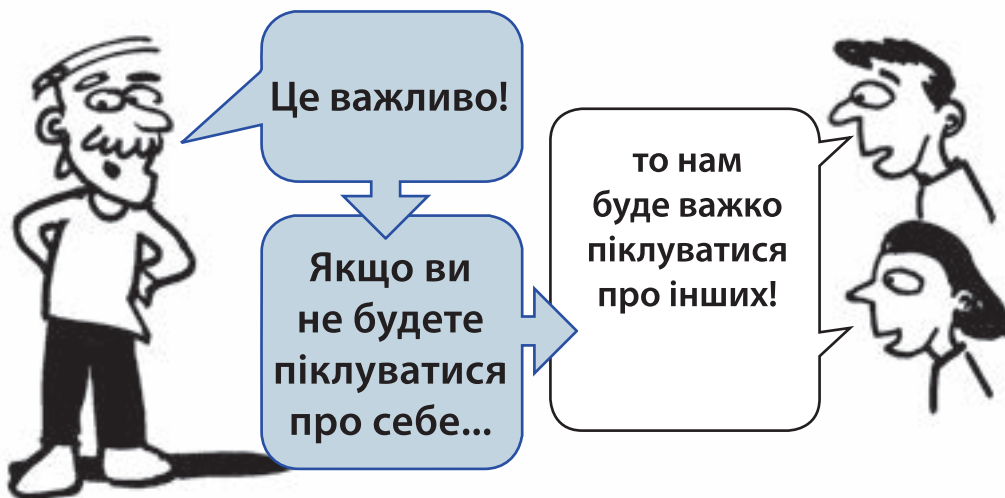 Це важливо!
Якщо ви
не будете
піклуватися
про себе...
то нам
буде важко
піклуватися
про інших!